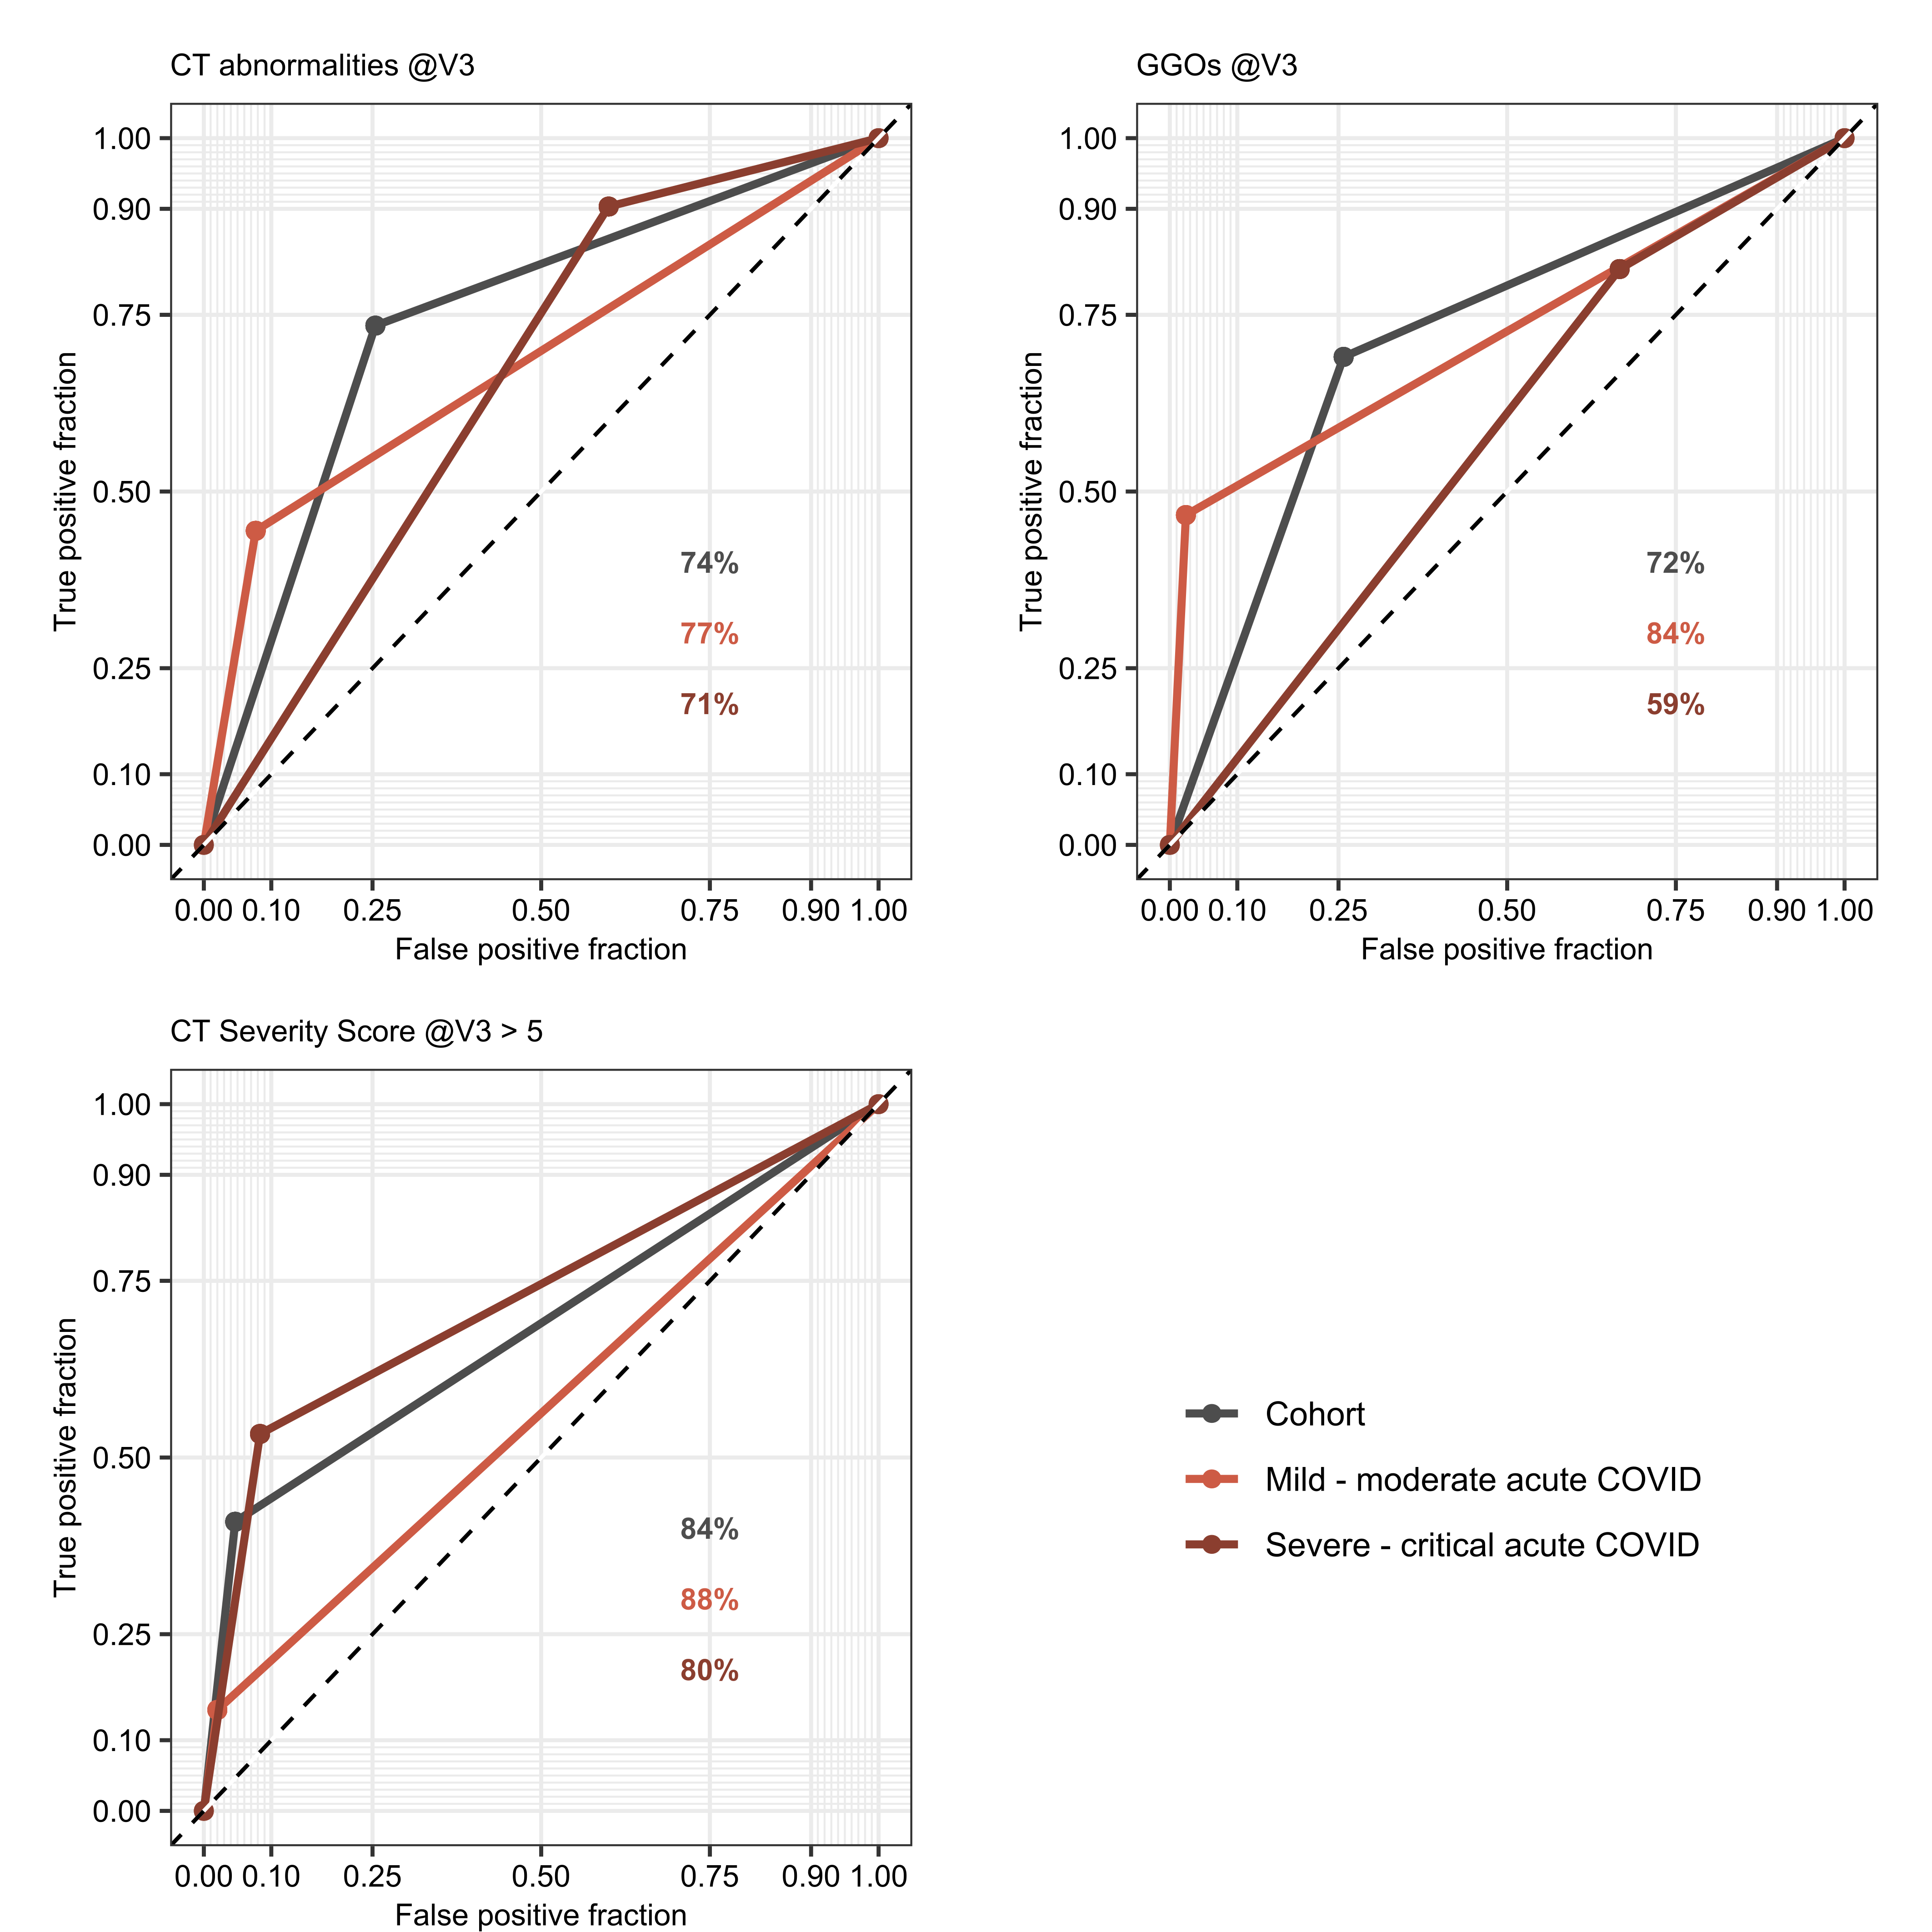 CT abnormalities @V3
True positive fraction
1.00
0.90
0.75
0.50
0.25
0.10
0.00
74%
77%
71%
0.00 0.10 0.25 0.50 0.75 0.90 1.00
False positive fraction
GGOs @V3
True positive fraction
1.00
0.90
0.75
0.50
0.25
0.10
0.00
72%
84%
59%
0.00 0.10 0.25 0.50 0.75 0.90 1.00
False positive fraction
CT Severity Score @V3 > 5
True positive fraction
1.00
0.90
0.75
0.50
0.25
0.10
0.00
84%
88%
80%
0.00 0.10 0.25 0.50 0.75 0.90 1.00
False positive fraction
Cohort
Mild - moderate acute COVID
Severe - critical acute COVID